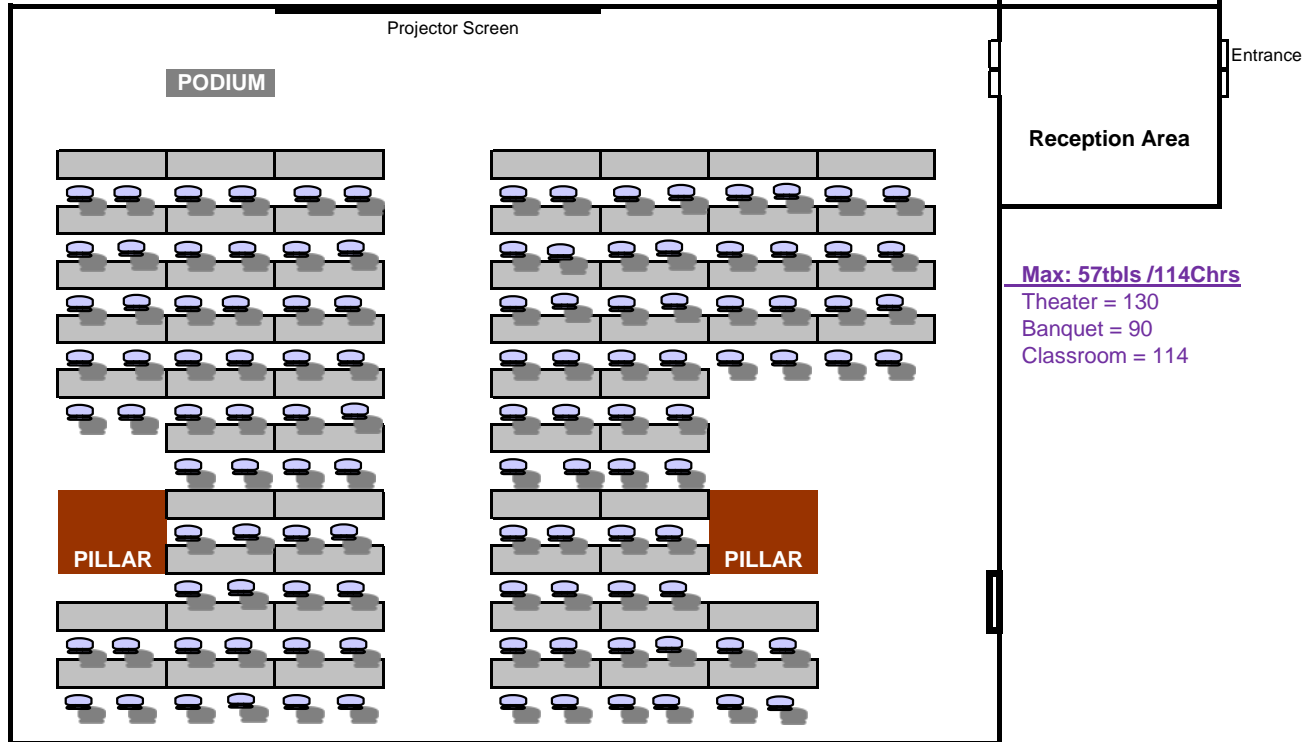 Projector Screen
Entrance
PODIUM
Reception Area
Max: 57tbls /114Chrs
Theater = 130
Banquet = 90
Classroom = 114
PILLAR
PILLAR